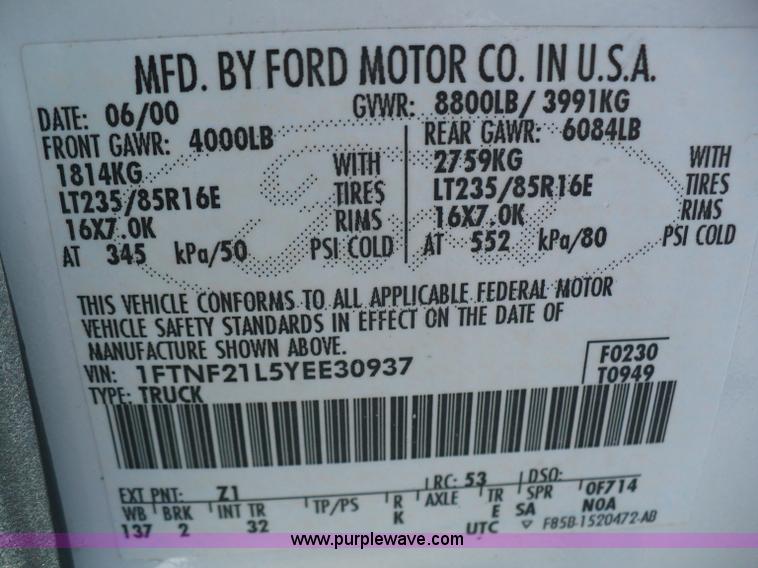 MFD. BY FORD MOTOR CO. IN U.S.A.
DATE: 06/00 GVWR: 8800LB/ 3991KG
FRONT GAWR: 4000LB REAR GAWR: 6084LB
1814KG WITH 2759KG WITH
LT235/85R16E TIRES LT235/85R16E TIRES
16X7.0K RIMS 16X7.0K RIMS
AT 345 kPa/50 PSI COLD AT 552 kPa/80 PSI COLD
THIS VEHICLE CONFORMS TO ALL APPLICABLE FEDERAL MOTOR
VEHICLE SAFETY STANDARDS IN EFFECT ON THE DATE OF
MANUFACTURE SHOWN ABOVE.
VIN: 1FTNF21L5YEE30937 F0230
TYPE: TRUCK T0949
EXT PNT: Z1 RC: 53 DSO:
WB BRK INT TR TP/PS R AXLE TR SPR 0F714
137 2 32 K E SA N0A
UTC ▽ F85B-1520472-AB
www.purplewave.com